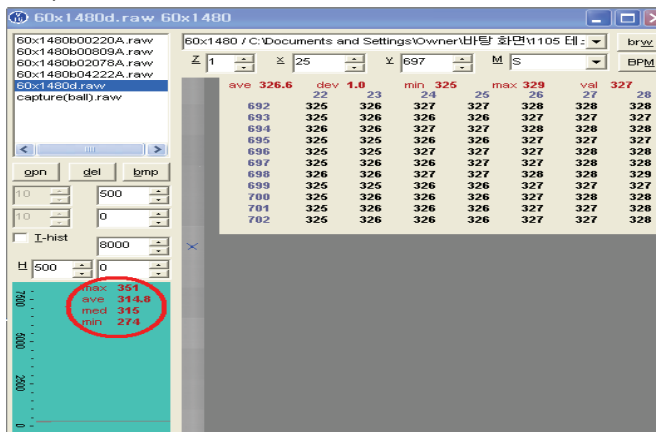 60x1480d.raw 60x1480
60x1480b00220A.raw
60x1480b00809A.raw
60x1480b02078A.raw
60x1480b04222A.raw
60x1480d.raw
capture(ball).raw
opn del bmp
10 500
10 0
I-hist 8000
H 500 0
max 351
ave 314.8
med 315
min 274
7500
5000
2500
0
60x1480 / C:\Documents and Settings\Owner\바탕 화면\1105 테: brw
Z 1 X 25 Y 697 M S BPM
ave 326.6 dev 1.0 min 325 max 329 val 327
22 23 24 25 26 27 28
692 325 326 327 327 328 328 328
693 325 326 326 327 327 327 328
694 326 326 327 327 328 328 328
695 325 326 326 327 327 327 327
696 325 325 327 327 327 328 328
697 325 326 326 327 328 328 328
698 326 326 327 327 328 328 329
699 325 326 326 326 327 327 327
700 325 326 326 326 327 327 328
701 325 326 326 326 327 327 328
702 325 326 326 326 327 327 328